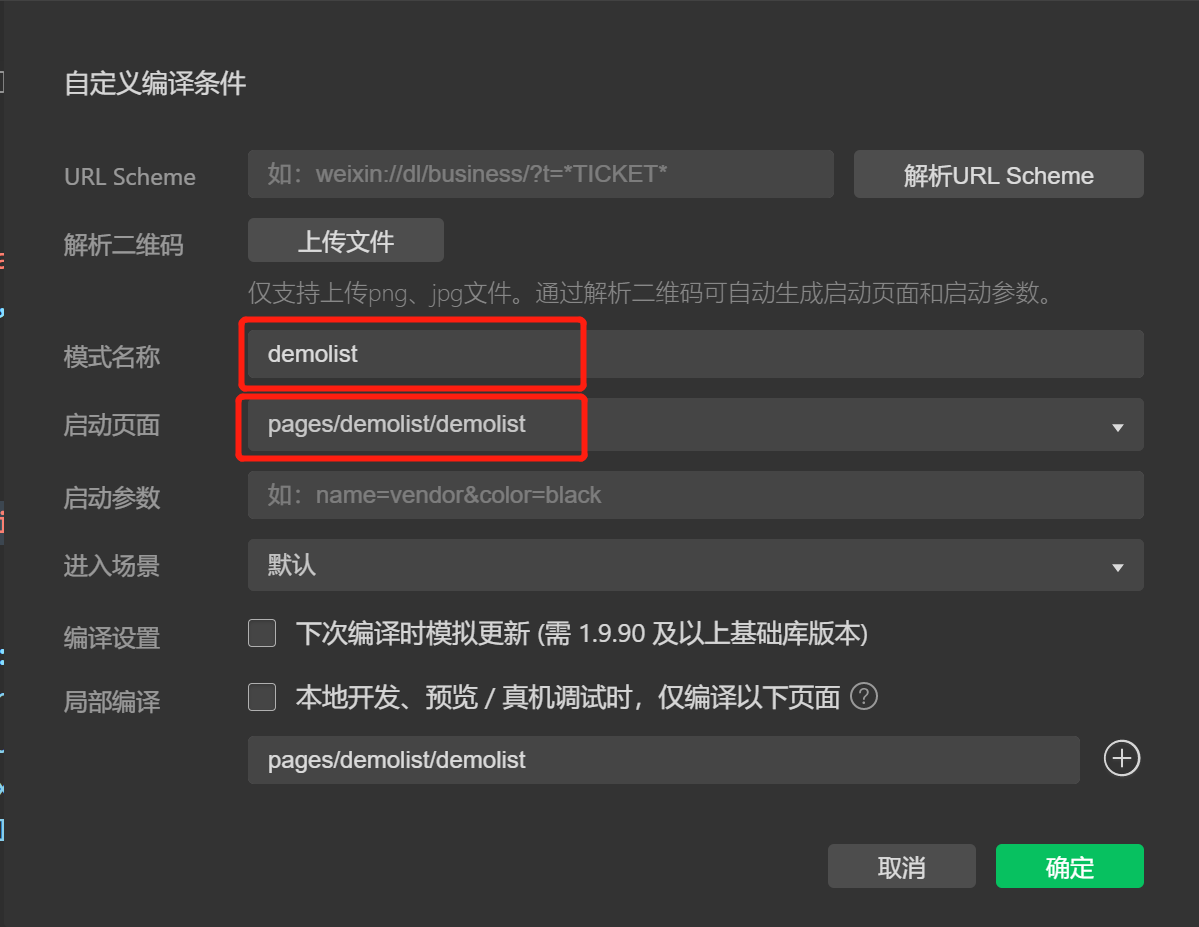 自定义编译条件
URL Scheme 如：weixin://dl/business/?t=*TICKET* 解析URL Scheme
解析二维码 上传文件
仅支持上传png、jpg文件。通过解析二维码可自动生成启动页面和启动参数。
模式名称 demolist
启动页面 pages/demolist/demolist
启动参数 如：name=vendor&color=black
进入场景 默认
编译设置 下次编译时模拟更新 (需 1.9.90 及以上基础库版本)
局部编译 本地开发、预览 / 真机调试时，仅编译以下页面 ?
pages/demolist/demolist
取消 确定